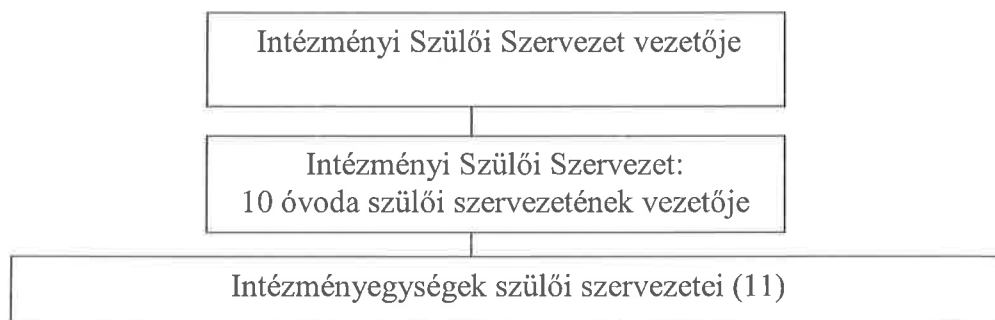 Intézményi Szülői Szervezet vezetője
Intézményi Szülői Szervezet:
10 óvoda szülői szervezetének vezetője
Intézményegységek szülői szervezetei (11)